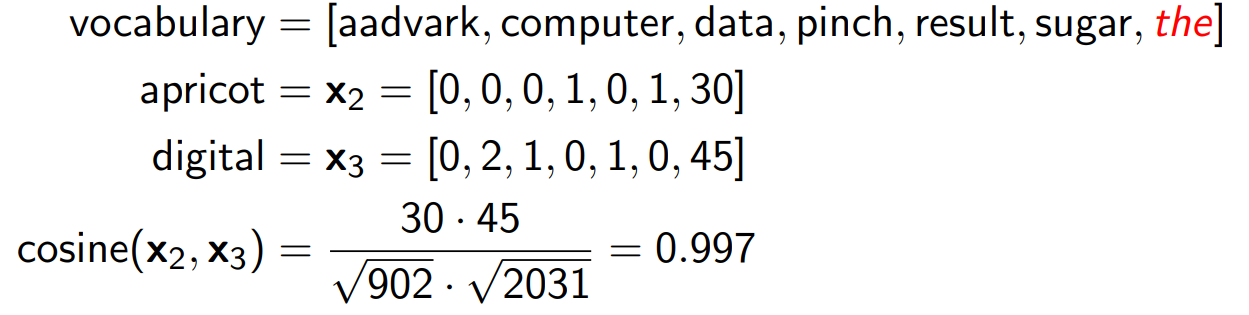 vocabulary = [aadvark, computer, data, pinch, result, sugar, the]
apricot = x₂ = [0, 0, 0, 1, 0, 1, 30]
digital = x₃ = [0, 2, 1, 0, 1, 0, 45]
cosine(x₂, x₃) = 30 · 45 / √902 · √2031 = 0.997